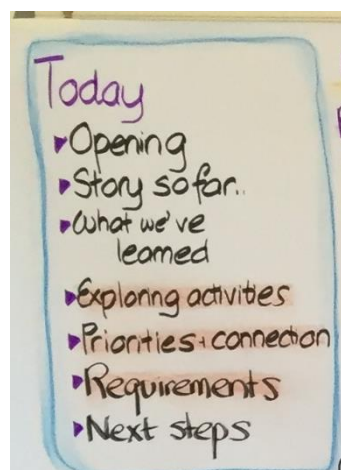 Today
▸Opening
▸Story so far..
▸What we've
learned
▸Exploring activities
▸Priorities + connection
▸Requirements
▸Next steps